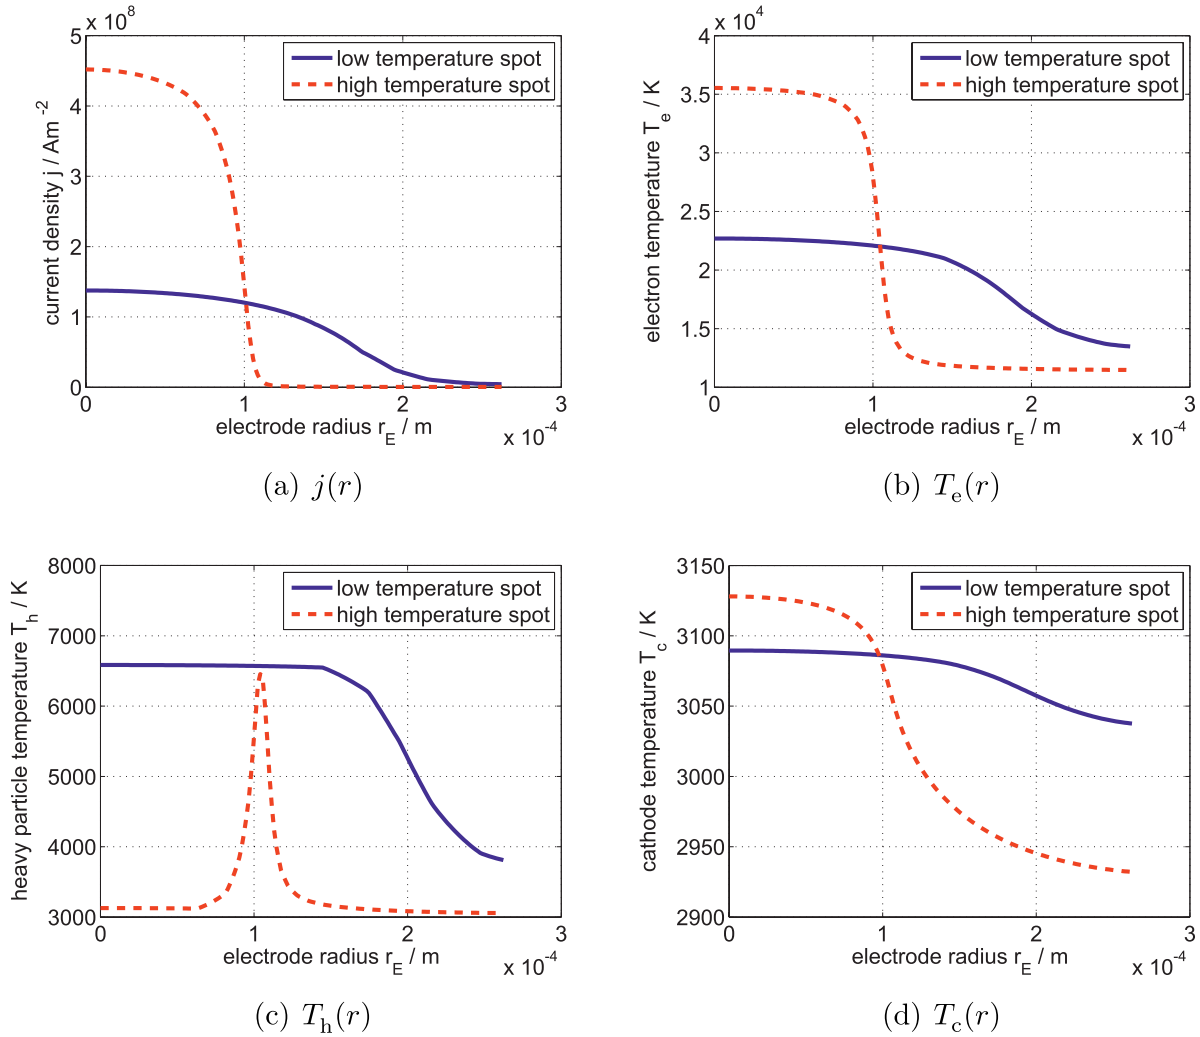 x 10^8
5
4
3
2
1
0
0 1 2 3
current density j / Am^-2
low temperature spot
high temperature spot
electrode radius r_E / m
x 10^-4
(a) j(r)
x 10^4
4
3.5
3
2.5
2
1.5
1
0 1 2 3
electron temperature T_e / K
low temperature spot
high temperature spot
electrode radius r_E / m
x 10^-4
(b) T_e(r)
8000
7000
6000
5000
4000
3000
0 1 2 3
heavy particle temperature T_h / K
low temperature spot
high temperature spot
electrode radius r_E / m
x 10^-4
(c) T_h(r)
3150
3100
3050
3000
2950
2900
0 1 2 3
cathode temperature T_c / K
low temperature spot
high temperature spot
electrode radius r_E / m
x 10^-4
(d) T_c(r)